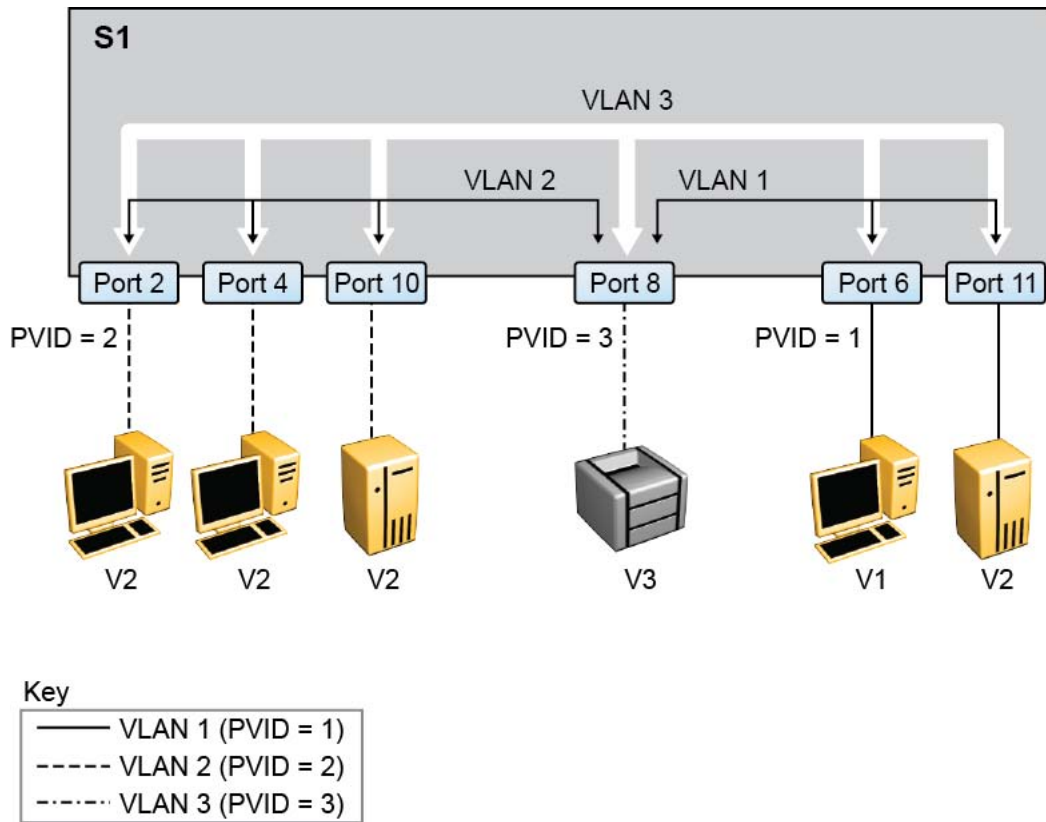 S1
VLAN 3
VLAN 2
VLAN 1
Port 2
Port 4
Port 10
Port 8
Port 6
Port 11
PVID = 2
PVID = 3
PVID = 1
V2
V2
V2
V3
V1
V2
Key
VLAN 1 (PVID = 1)
VLAN 2 (PVID = 2)
VLAN 3 (PVID = 3)